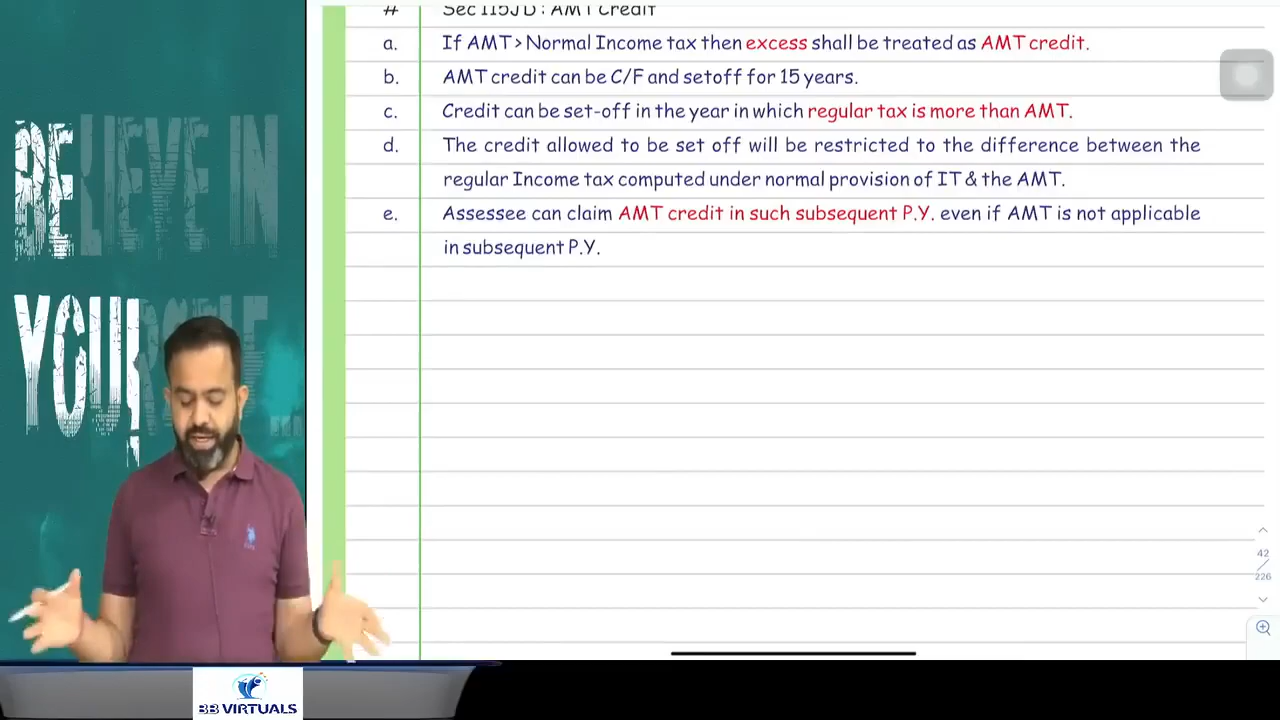 # Sec 115JD : AMT Credit
a. If AMT > Normal Income tax then excess shall be treated as AMT credit.
b. AMT credit can be C/F and setoff for 15 years.
c. Credit can be set-off in the year in which regular tax is more than AMT.
d. The credit allowed to be set off will be restricted to the difference between the
regular Income tax computed under normal provision of IT & the AMT.
e. Assessee can claim AMT credit in such subsequent P.Y. even if AMT is not applicable
in subsequent P.Y.
BELIEVE IN
YOUR
42
226
BB VIRTUALS